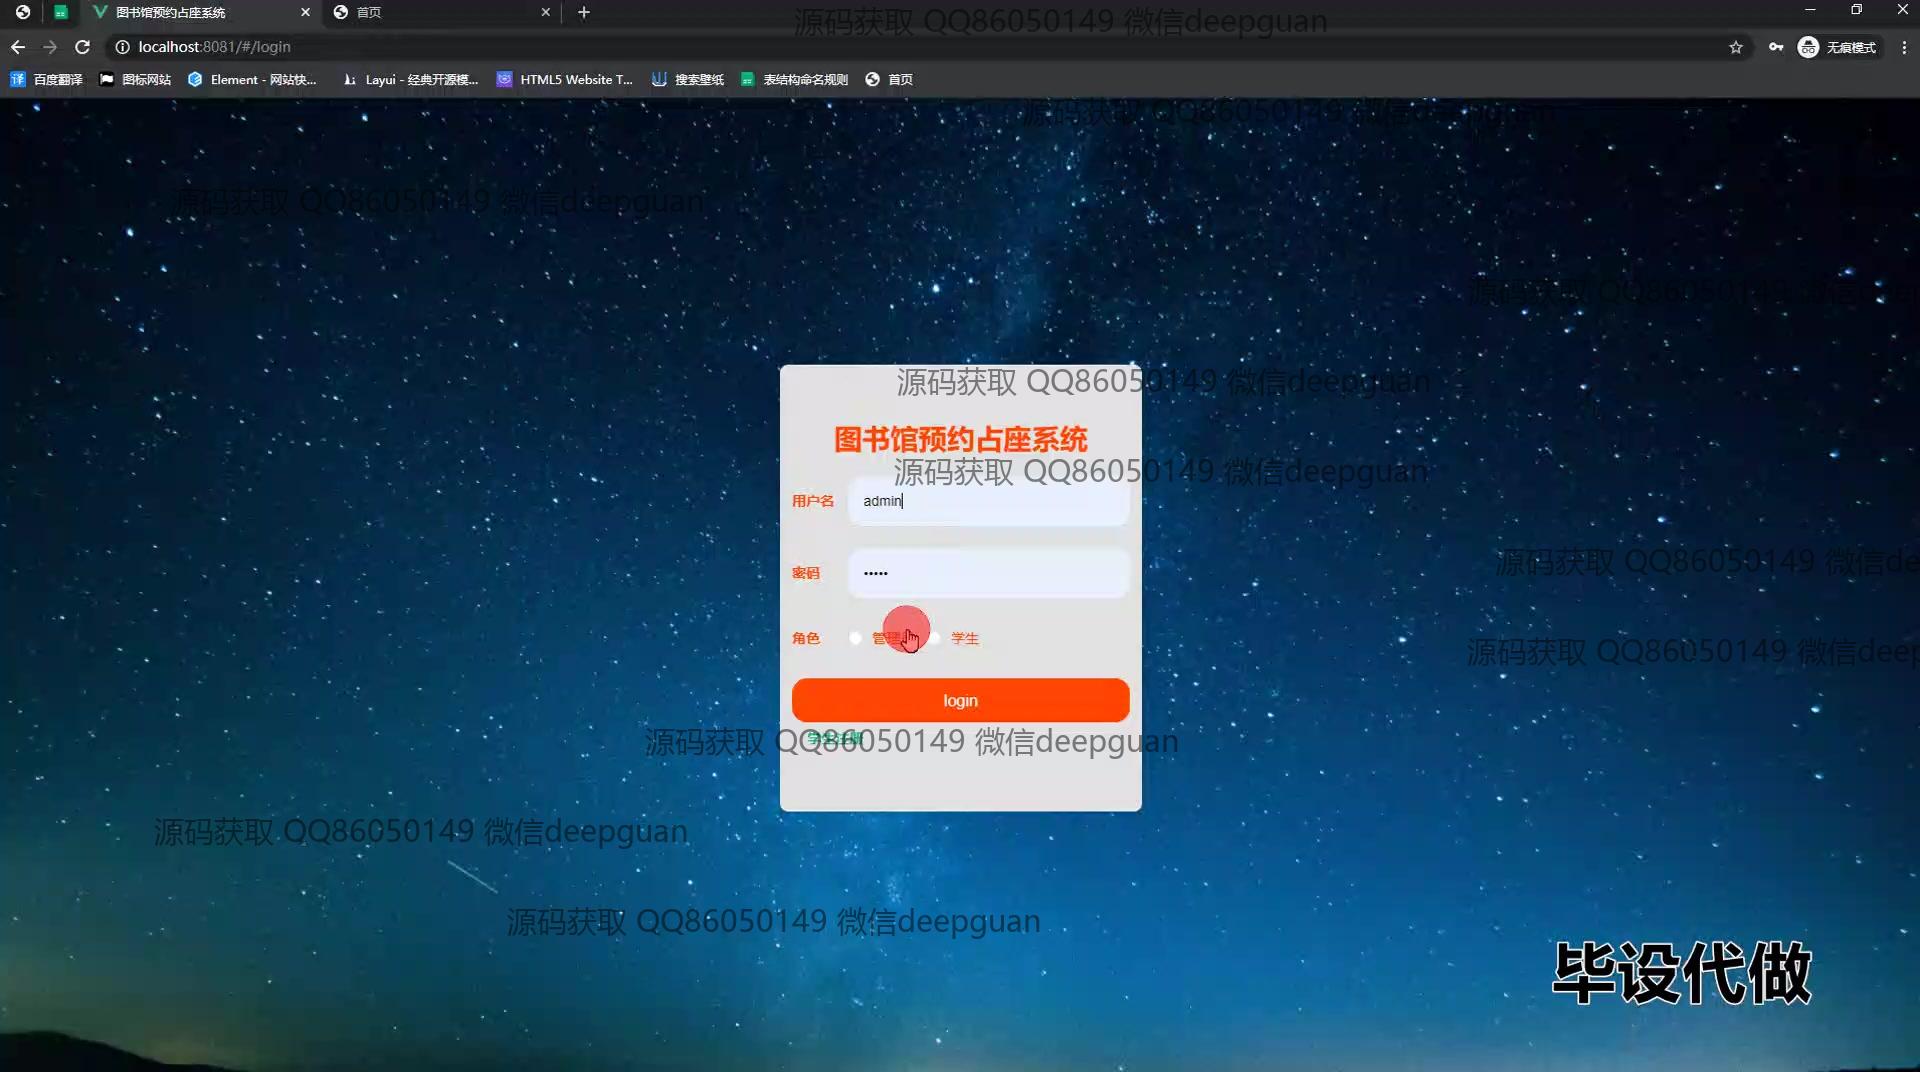 图书馆预约占座系统
首页
源码获取 QQ86050149 微信deepguan
localhost:8081/#/login
无痕模式
百度翻译 图标网站 Element - 网站快... Layui - 经典开源模... HTML5 Website T... 搜索壁纸 表结构命名规则 首页
源码获取 QQ86050149 微信deepguan
源码获取 QQ86050149 微信deepguan
源码获取 QQ86050149 微信deep
源码获取 QQ86050149 微信deepguan
图书馆预约占座系统
源码获取 QQ86050149 微信deepguan
用户名 admin
密码
源码获取 QQ86050149 微信de
角色 管理 学生
源码获取 QQ86050149 微信deep
login
学生注册
源码获取 QQ86050149 微信deepguan
源码获取 QQ86050149 微信deepguan
源码获取 QQ86050149 微信deepguan
毕设代做